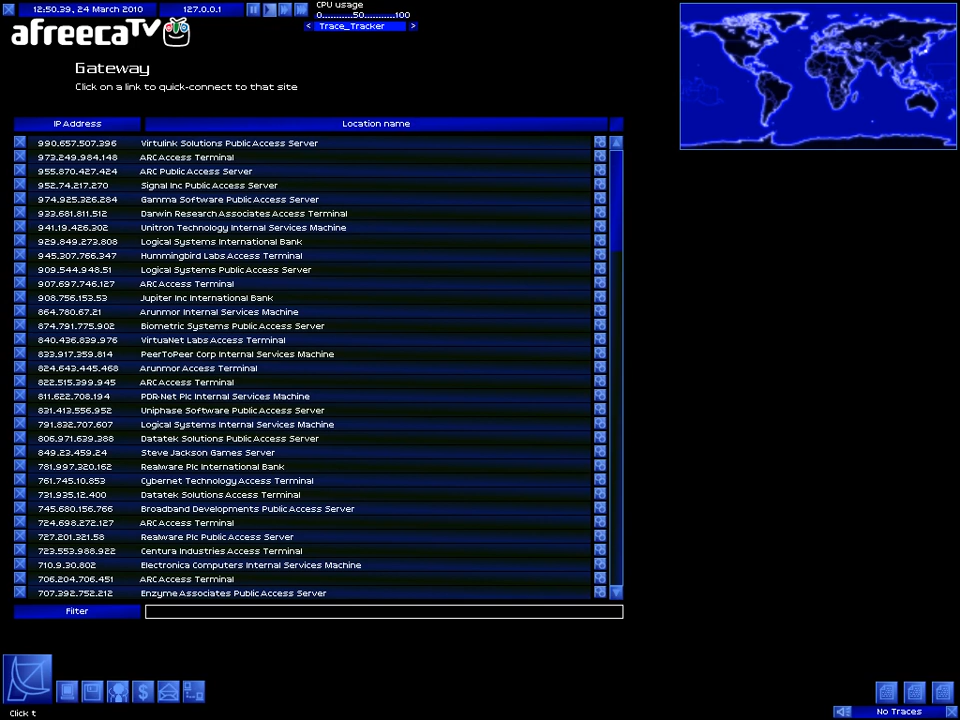 12:50.39, 24 March 2010
127.0.0.1
CPU usage
0...........50...........100
< Trace_Tracker >
afreecaTV
Gateway
Click on a link to quick-connect to that site
IP Address Location name
990.657.507.396 Virtulink Solutions Public Access Server
973.249.984.148 ARC Access Terminal
955.870.427.424 ARC Public Access Server
952.74.217.270 Signal Inc Public Access Server
974.925.326.284 Gamma Software Public Access Server
933.681.811.512 Darwin Research Associates Access Terminal
941.19.426.302 Unitron Technology Internal Services Machine
929.849.273.808 Logical Systems International Bank
945.307.766.347 Hummingbird Labs Access Terminal
909.544.948.51 Logical Systems Public Access Server
907.697.746.127 ARC Access Terminal
908.756.153.53 Jupiter Inc International Bank
864.780.67.21 Arunmor Internal Services Machine
874.791.775.902 Biometric Systems Public Access Server
840.436.839.976 VirtuaNet Labs Access Terminal
833.917.359.814 PeerToPeer Corp Internal Services Machine
824.643.445.468 Arunmor Access Terminal
822.515.399.945 ARC Access Terminal
811.622.708.194 PDR-Net Plc Internal Services Machine
831.413.556.952 Uniphase Software Public Access Server
791.832.707.607 Logical Systems Internal Services Machine
806.971.639.388 Datatek Solutions Public Access Server
849.23.459.24 Steve Jackson Games Server
781.997.320.162 Realware Plc International Bank
761.745.10.853 Cybernet Technology Access Terminal
731.935.12.400 Datatek Solutions Access Terminal
745.680.156.766 Broadband Developments Public Access Server
724.698.272.127 ARC Access Terminal
727.201.321.58 Realware Plc Public Access Server
723.553.988.922 Centura Industries Access Terminal
710.9.30.802 Electronica Computers Internal Services Machine
706.204.706.451 ARC Access Terminal
707.392.752.212 Enzyme Associates Public Access Server
Filter
Click t
No Traces